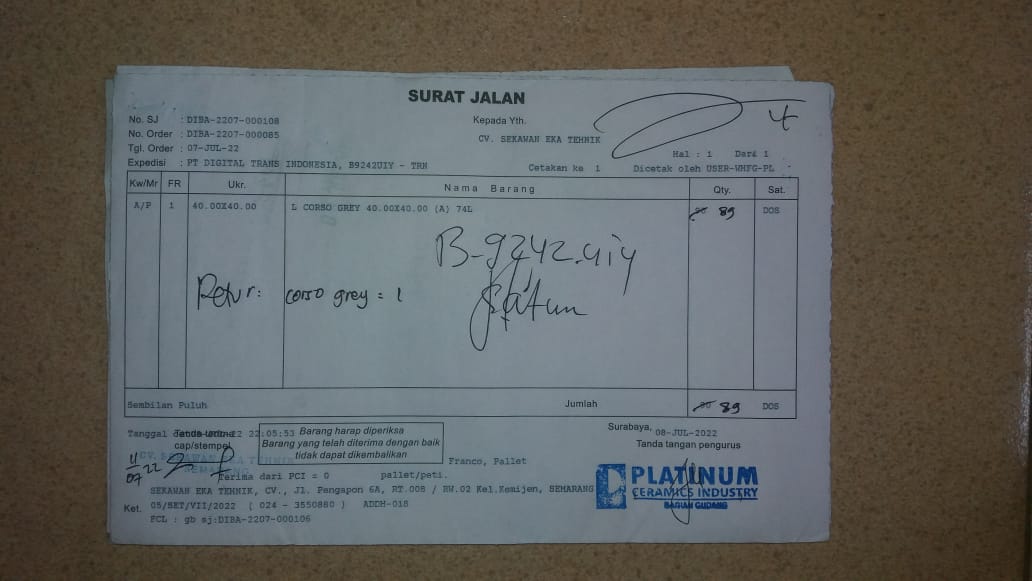 SURAT JALAN
No. SJ : DIBA-2207-000108
No. Order : DIBA-2207-000085
Tgl. Order : 07-JUL-22
Expedisi : PT DIGITAL TRANS INDONESIA, B9242UIY - TRN
Kepada Yth.
CV. SEKAWAN EKA TEHNIK
Hal : 1 Dari 1
Cetakan ke 1 Dicetak oleh USER-WHFG-PL
Kw/Mr FR Ukr. Nama Barang Qty. Sat.
A/P 1 40.00X40.00 L CORSO GREY 40.00X40.00 (A) 74L 90 89 DOS
B-9242.uiy
Retur: corso grey = 1
Sembilan Puluh Jumlah 90 89 DOS
Tanggal 22:05:53
Tanda terima
cap/stempel
Barang harap diperiksa
Barang yang telah diterima dengan baik
tidak dapat dikembalikan
Surabaya, 08-JUL-2022
Tanda tangan pengurus
CV. SEKAWAN EKA TEHNIK
SEMARANG
11/07 22
Franco, Pallet
Terima dari PCI = 0 pallet/peti.
SEKAWAN EKA TEHNIK, CV., Jl. Pengapon 6A, RT.008 / RW.02 Kel.Kemijen, SEMARANG
Ket. 05/SET/VII/2022 ( 024 - 3550880 ) ADDH-018
FCL : gb sj:DIBA-2207-000106
PLATINUM
CERAMICS INDUSTRY
BAGIAN GUDANG